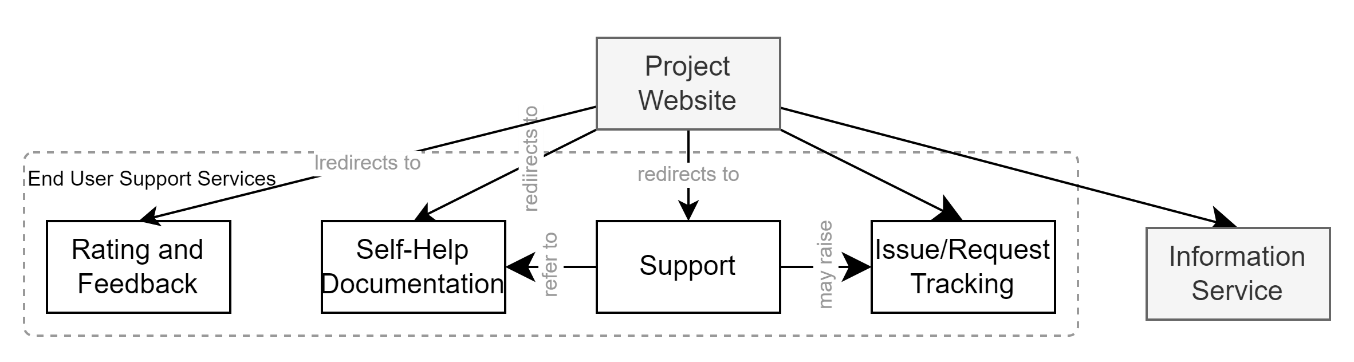 Project
Website
lredirects to
rediirects to
redirects to
End User Support Services
Rating and
Feedback
Self-Help
Documentation
refer to
Support
may raise
Issue/Request
Tracking
Information
Service